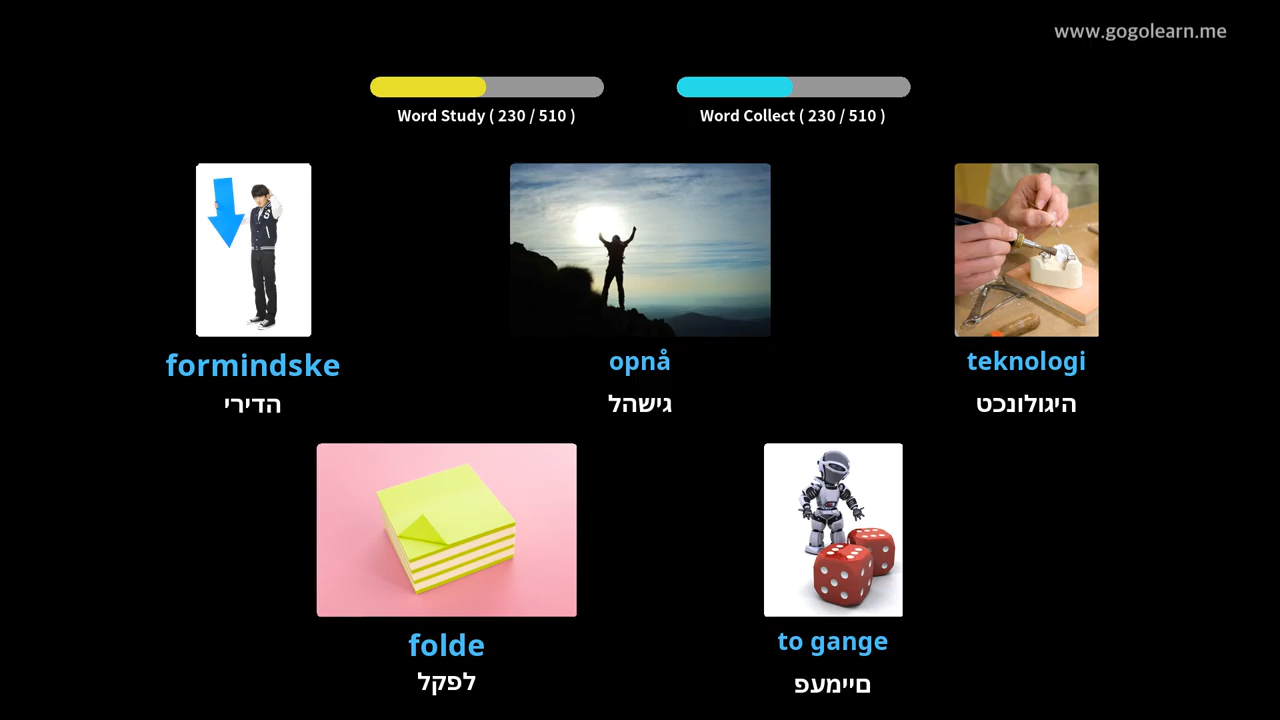 www.gogolearn.me
Word Study ( 230 / 510 )
Word Collect ( 230 / 510 )
formindske
הדירי
opnå
גישהל
teknologi
היגולונכט
folde
לפקל
to gange
םיימעפ